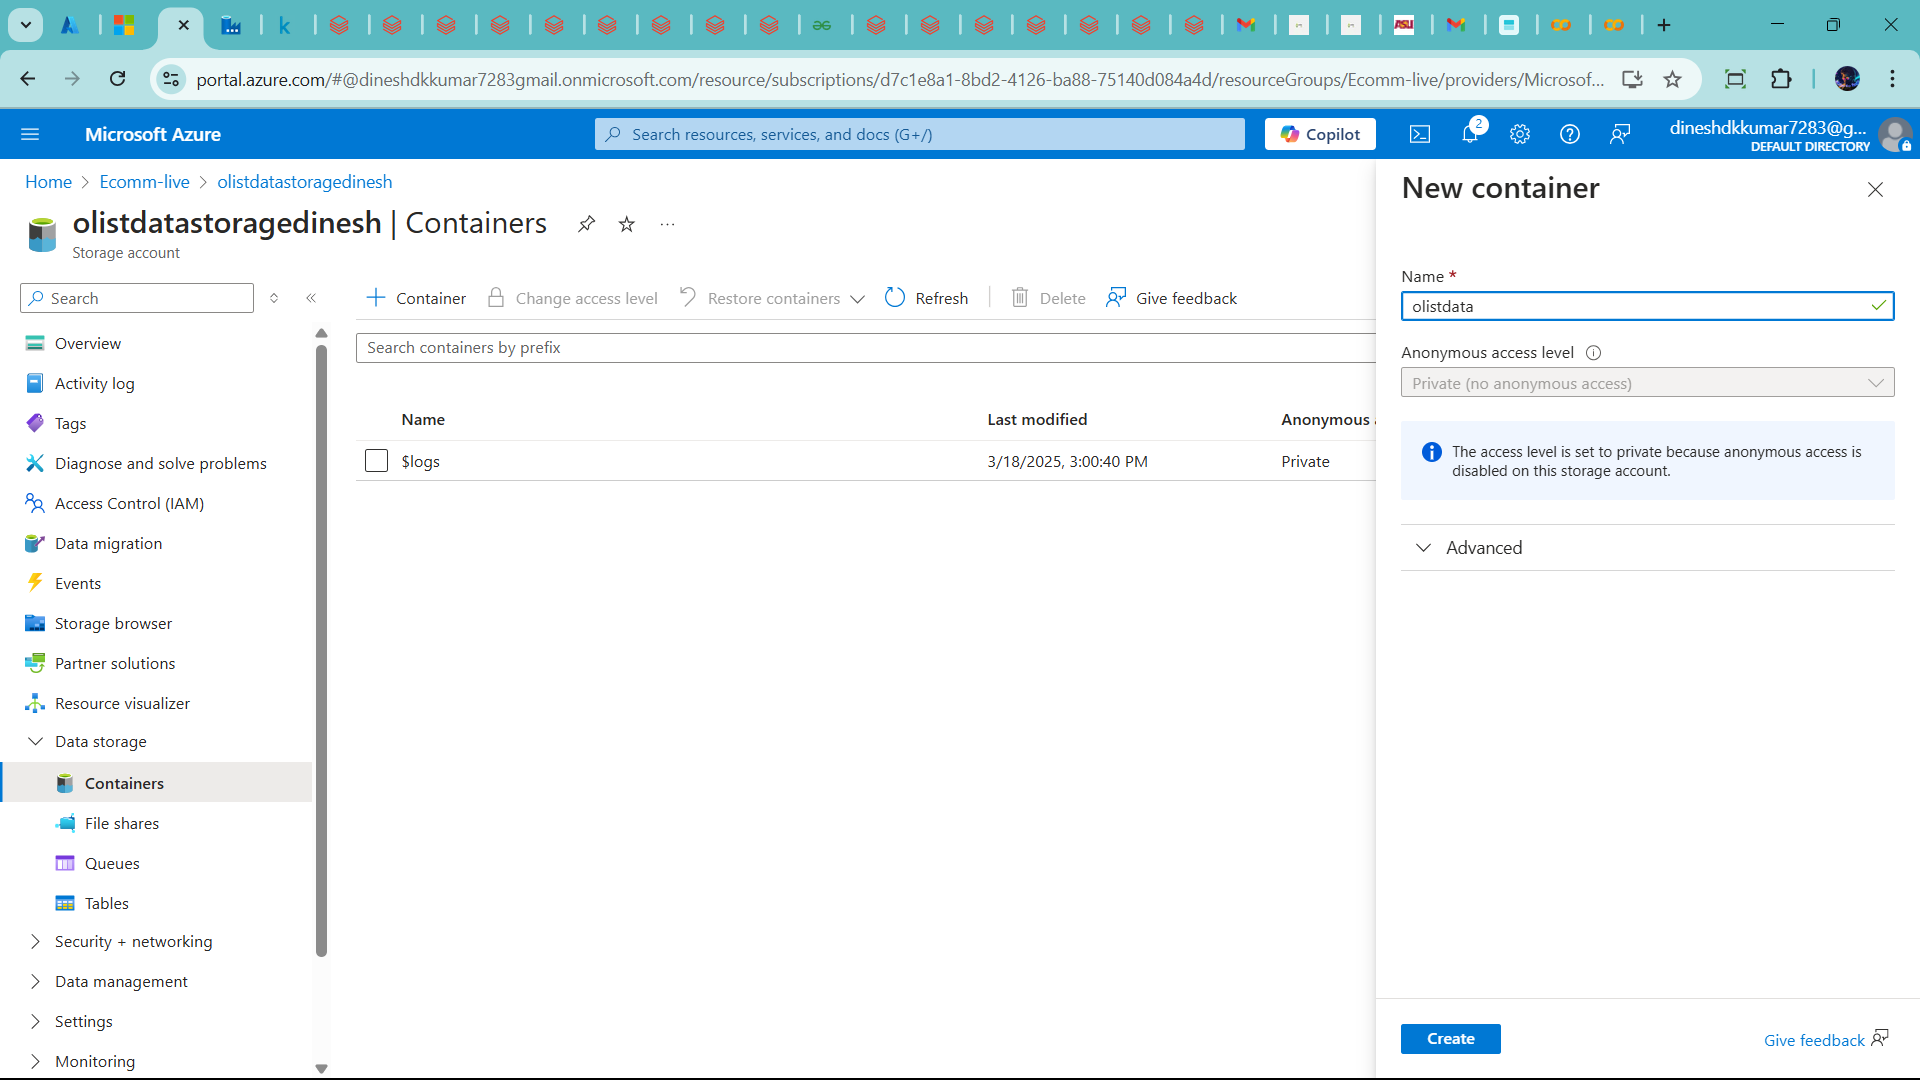 portal.azure.com/#@dineshdkkumar7283gmail.onmicrosoft.com/resource/subscriptions/d7c1e8a1-8bd2-4126-ba88-75140d084a4d/resourceGroups/Ecomm-live/providers/Microsof...
Microsoft Azure
Search resources, services, and docs (G+/)
Copilot
2
dineshdkkumar7283@g...
DEFAULT DIRECTORY
Home > Ecomm-live > olistdatastoragedinesh
olistdatastoragedinesh | Containers
Storage account
Search
Overview
Activity log
Tags
Diagnose and solve problems
Access Control (IAM)
Data migration
Events
Storage browser
Partner solutions
Resource visualizer
Data storage
Containers
File shares
Queues
Tables
Security + networking
Data management
Settings
Monitoring
Container
Change access level
Restore containers
Refresh
Delete
Give feedback
Search containers by prefix
Name Last modified Anonymous
$logs 3/18/2025, 3:00:40 PM Private
New container
Name *
olistdata
Anonymous access level
Private (no anonymous access)
The access level is set to private because anonymous access is
disabled on this storage account.
Advanced
Create
Give feedback